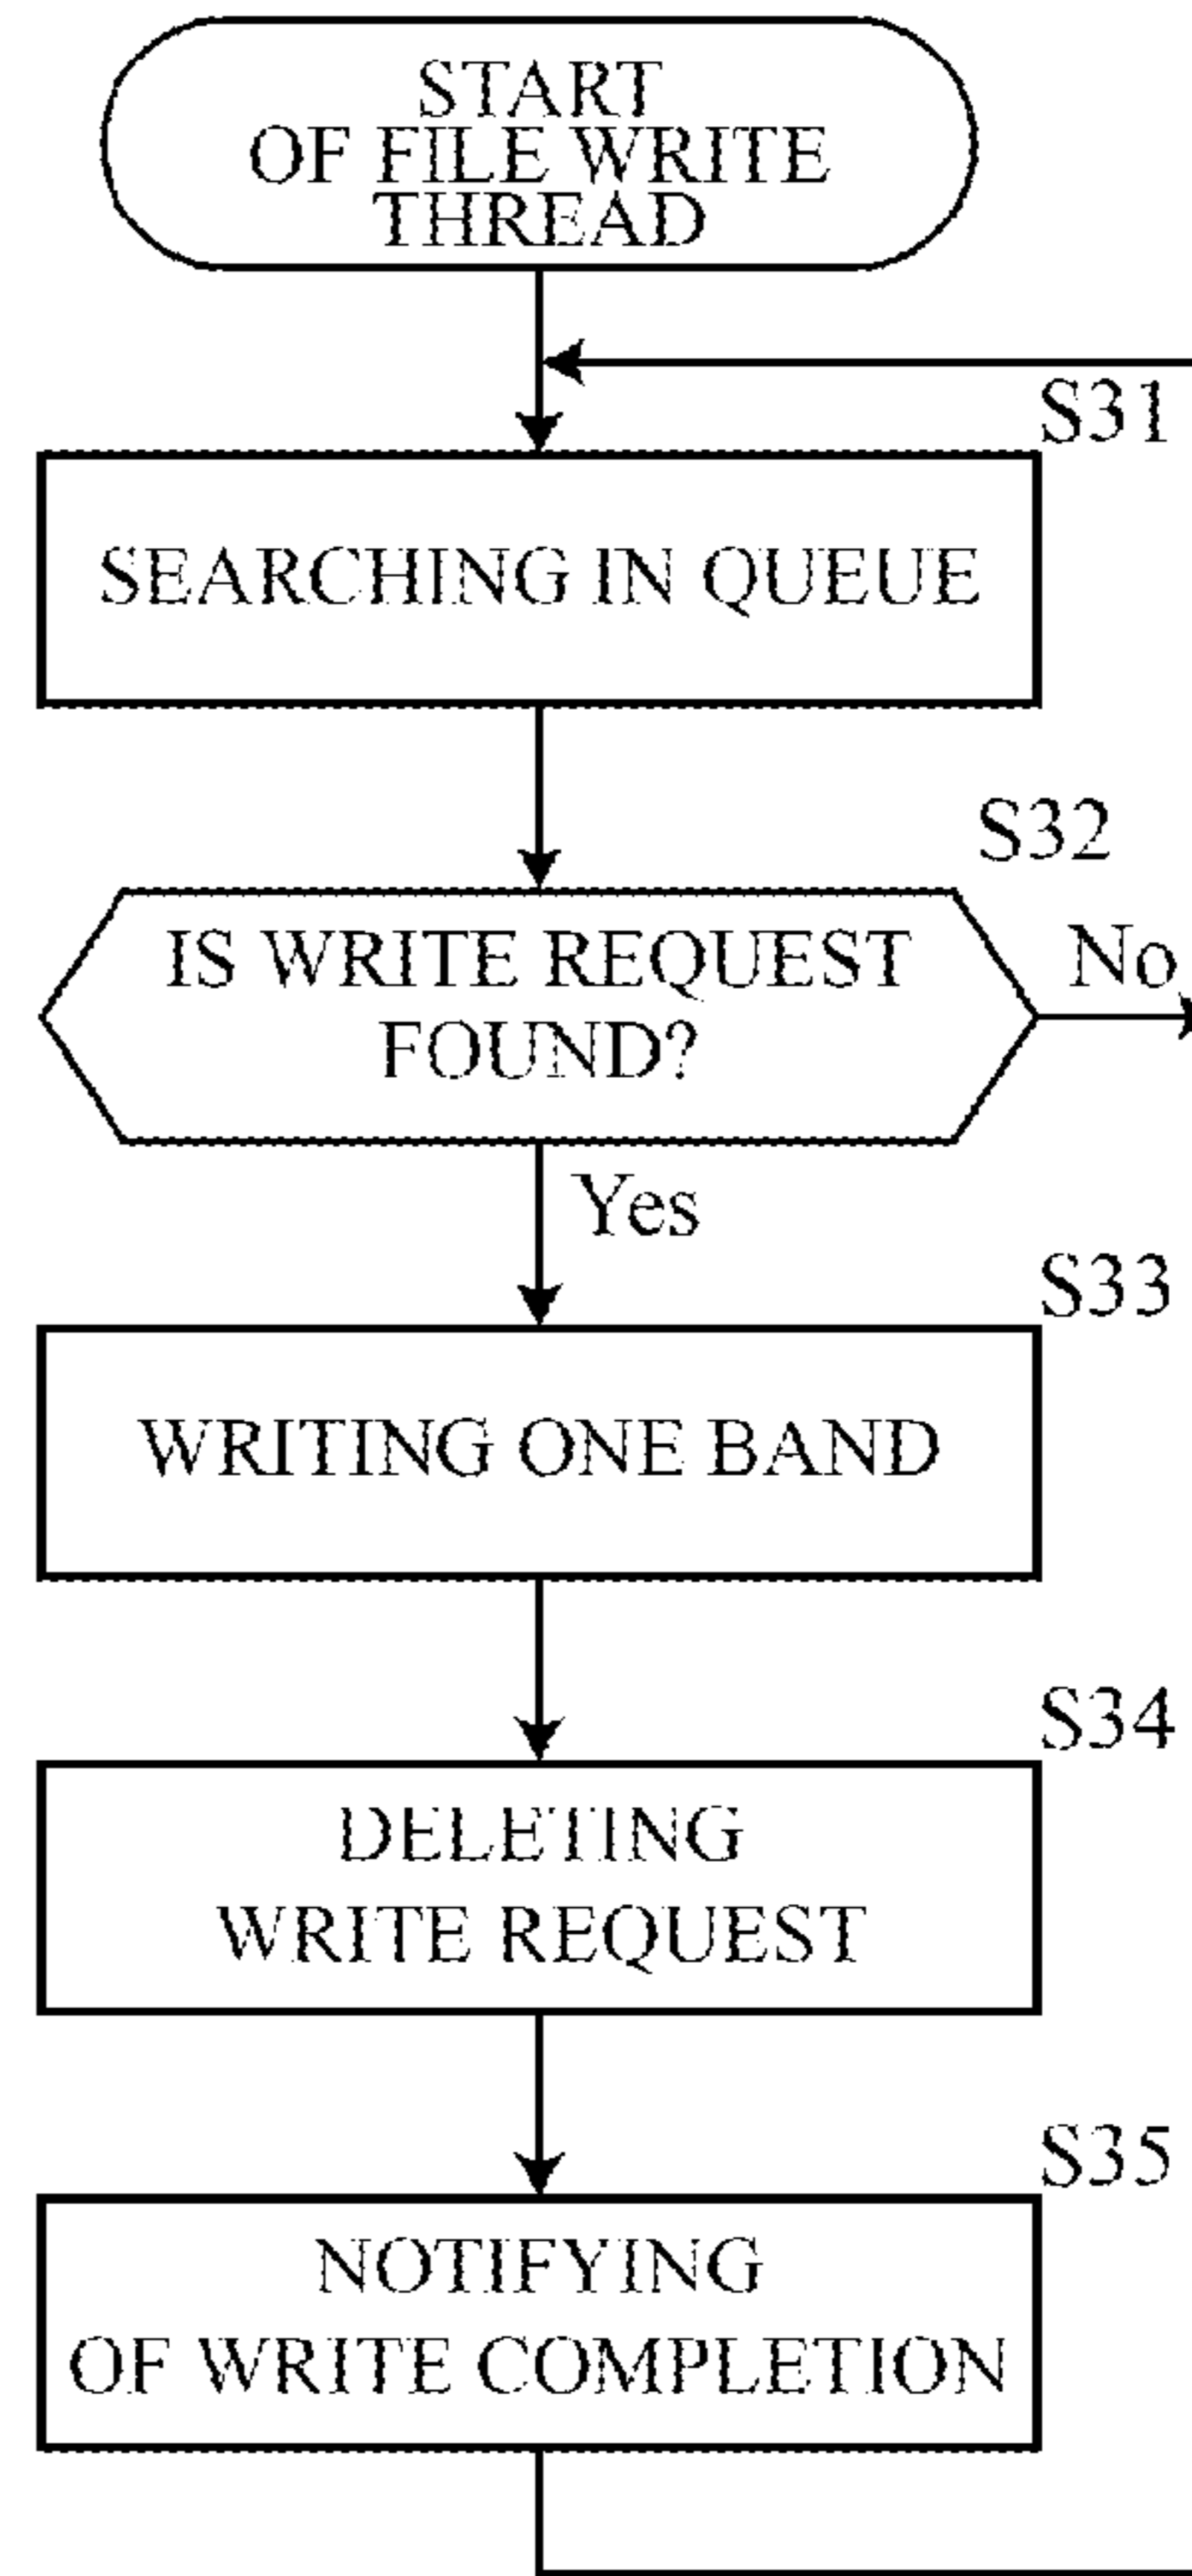 START
OF FILE WRITE
THREAD
S31
SEARCHING IN QUEUE
S32
IS WRITE REQUEST
FOUND?
No
Yes
S33
WRITING ONE BAND
S34
DELETING
WRITE REQUEST
S35
NOTIFYING
OF WRITE COMPLETION